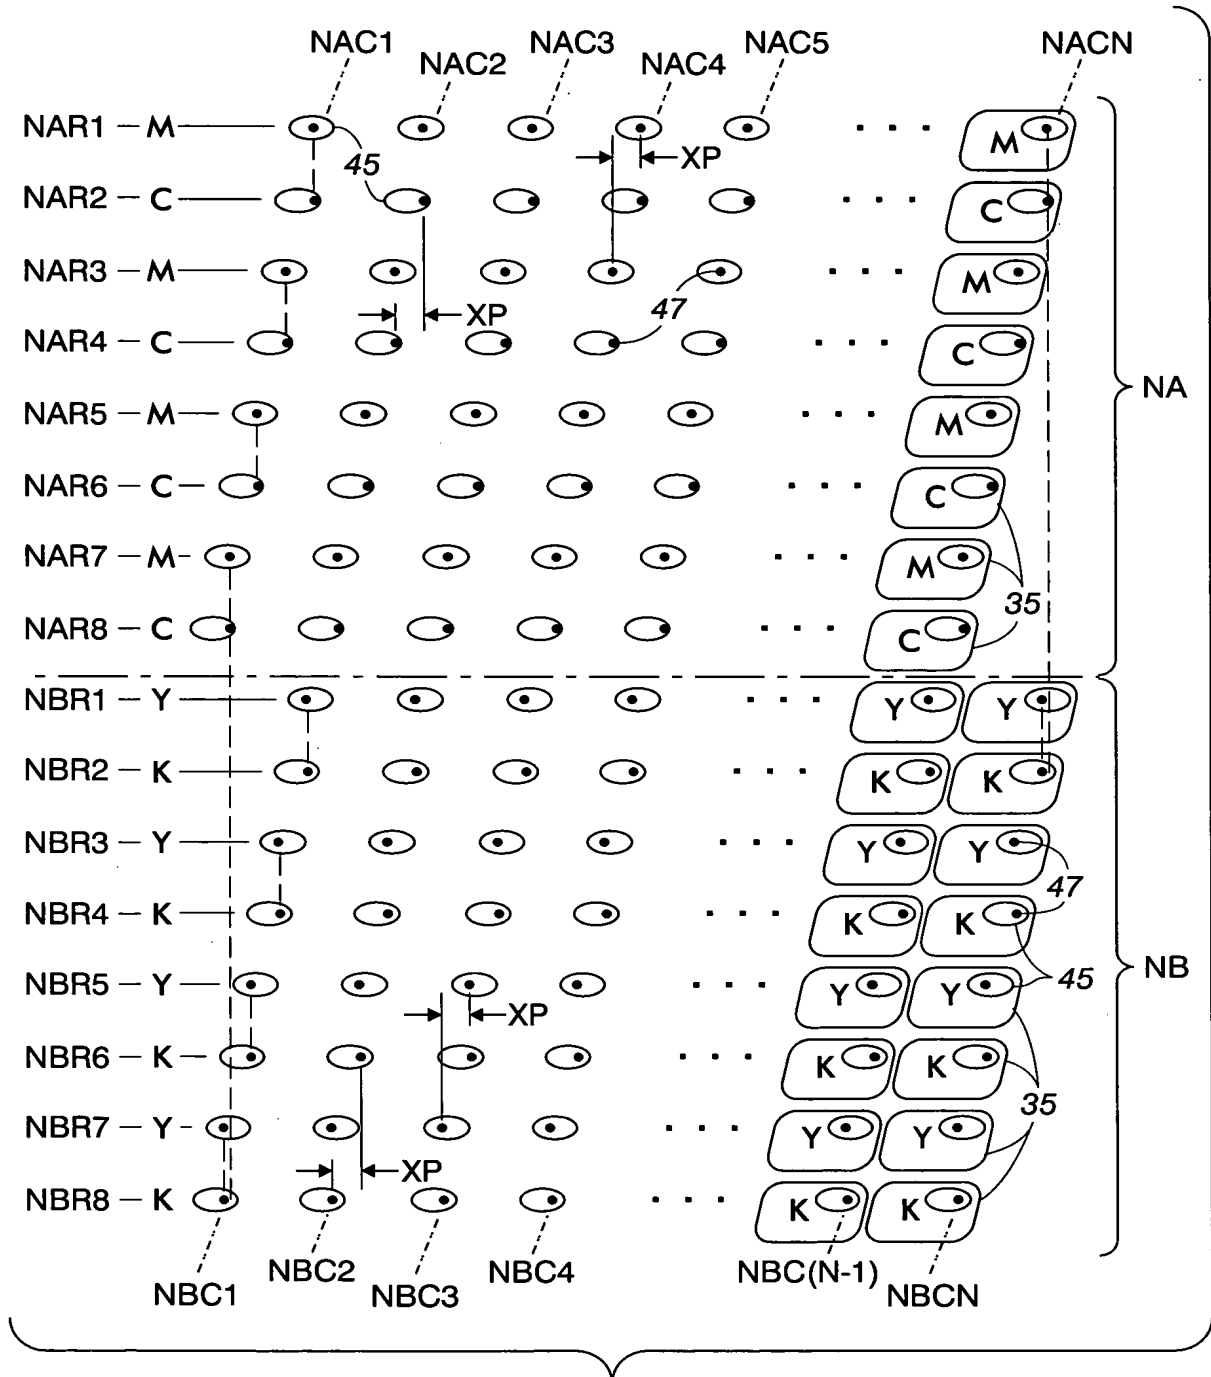 NAC1 NAC3 NAC5 NACN
NAC2 NAC4
NAR1 — M M
45 XP
NAR2 — C C
NAR3 — M M
47
XP
NAR4 — C C
NA
NAR5 — M M
NAR6 — C C
NAR7 — M M
35
NAR8 — C C
NBR1 — Y Y Y
NBR2 — K K K
NBR3 — Y Y Y
47
NBR4 — K K K
NB
45
NBR5 — Y Y Y
XP
NBR6 — K K K
35
NBR7 — Y Y Y
XP
NBR8 — K K K
NBC2 NBC4 NBC(N-1)
NBC1 NBC3 NBCN